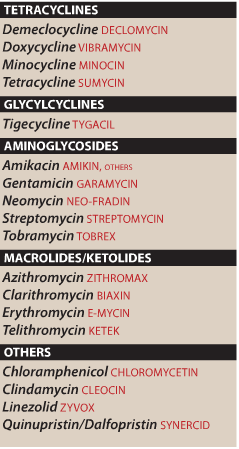 TETRACYCLINES
Demeclocycline DECLOMYCIN
Doxycycline VIBRAMYCIN
Minocycline MINOCIN
Tetracycline SUMYCIN
GLYCYLCYCLINES
Tigecycline TYGACIL
AMINOGLYCOSIDES
Amikacin AMIKIN, OTHERS
Gentamicin GARAMYCIN
Neomycin NEO-FRADIN
Streptomycin STREPTOMYCIN
Tobramycin TOBREX
MACROLIDES/KETOLIDES
Azithromycin ZITHROMAX
Clarithromycin BIAXIN
Erythromycin E-MYCIN
Telithromycin KETEK
OTHERS
Chloramphenicol CHLOROMYCETIN
Clindamycin CLEOCIN
Linezolid ZYVOX
Quinupristin/Dalfopristin SYNERCID